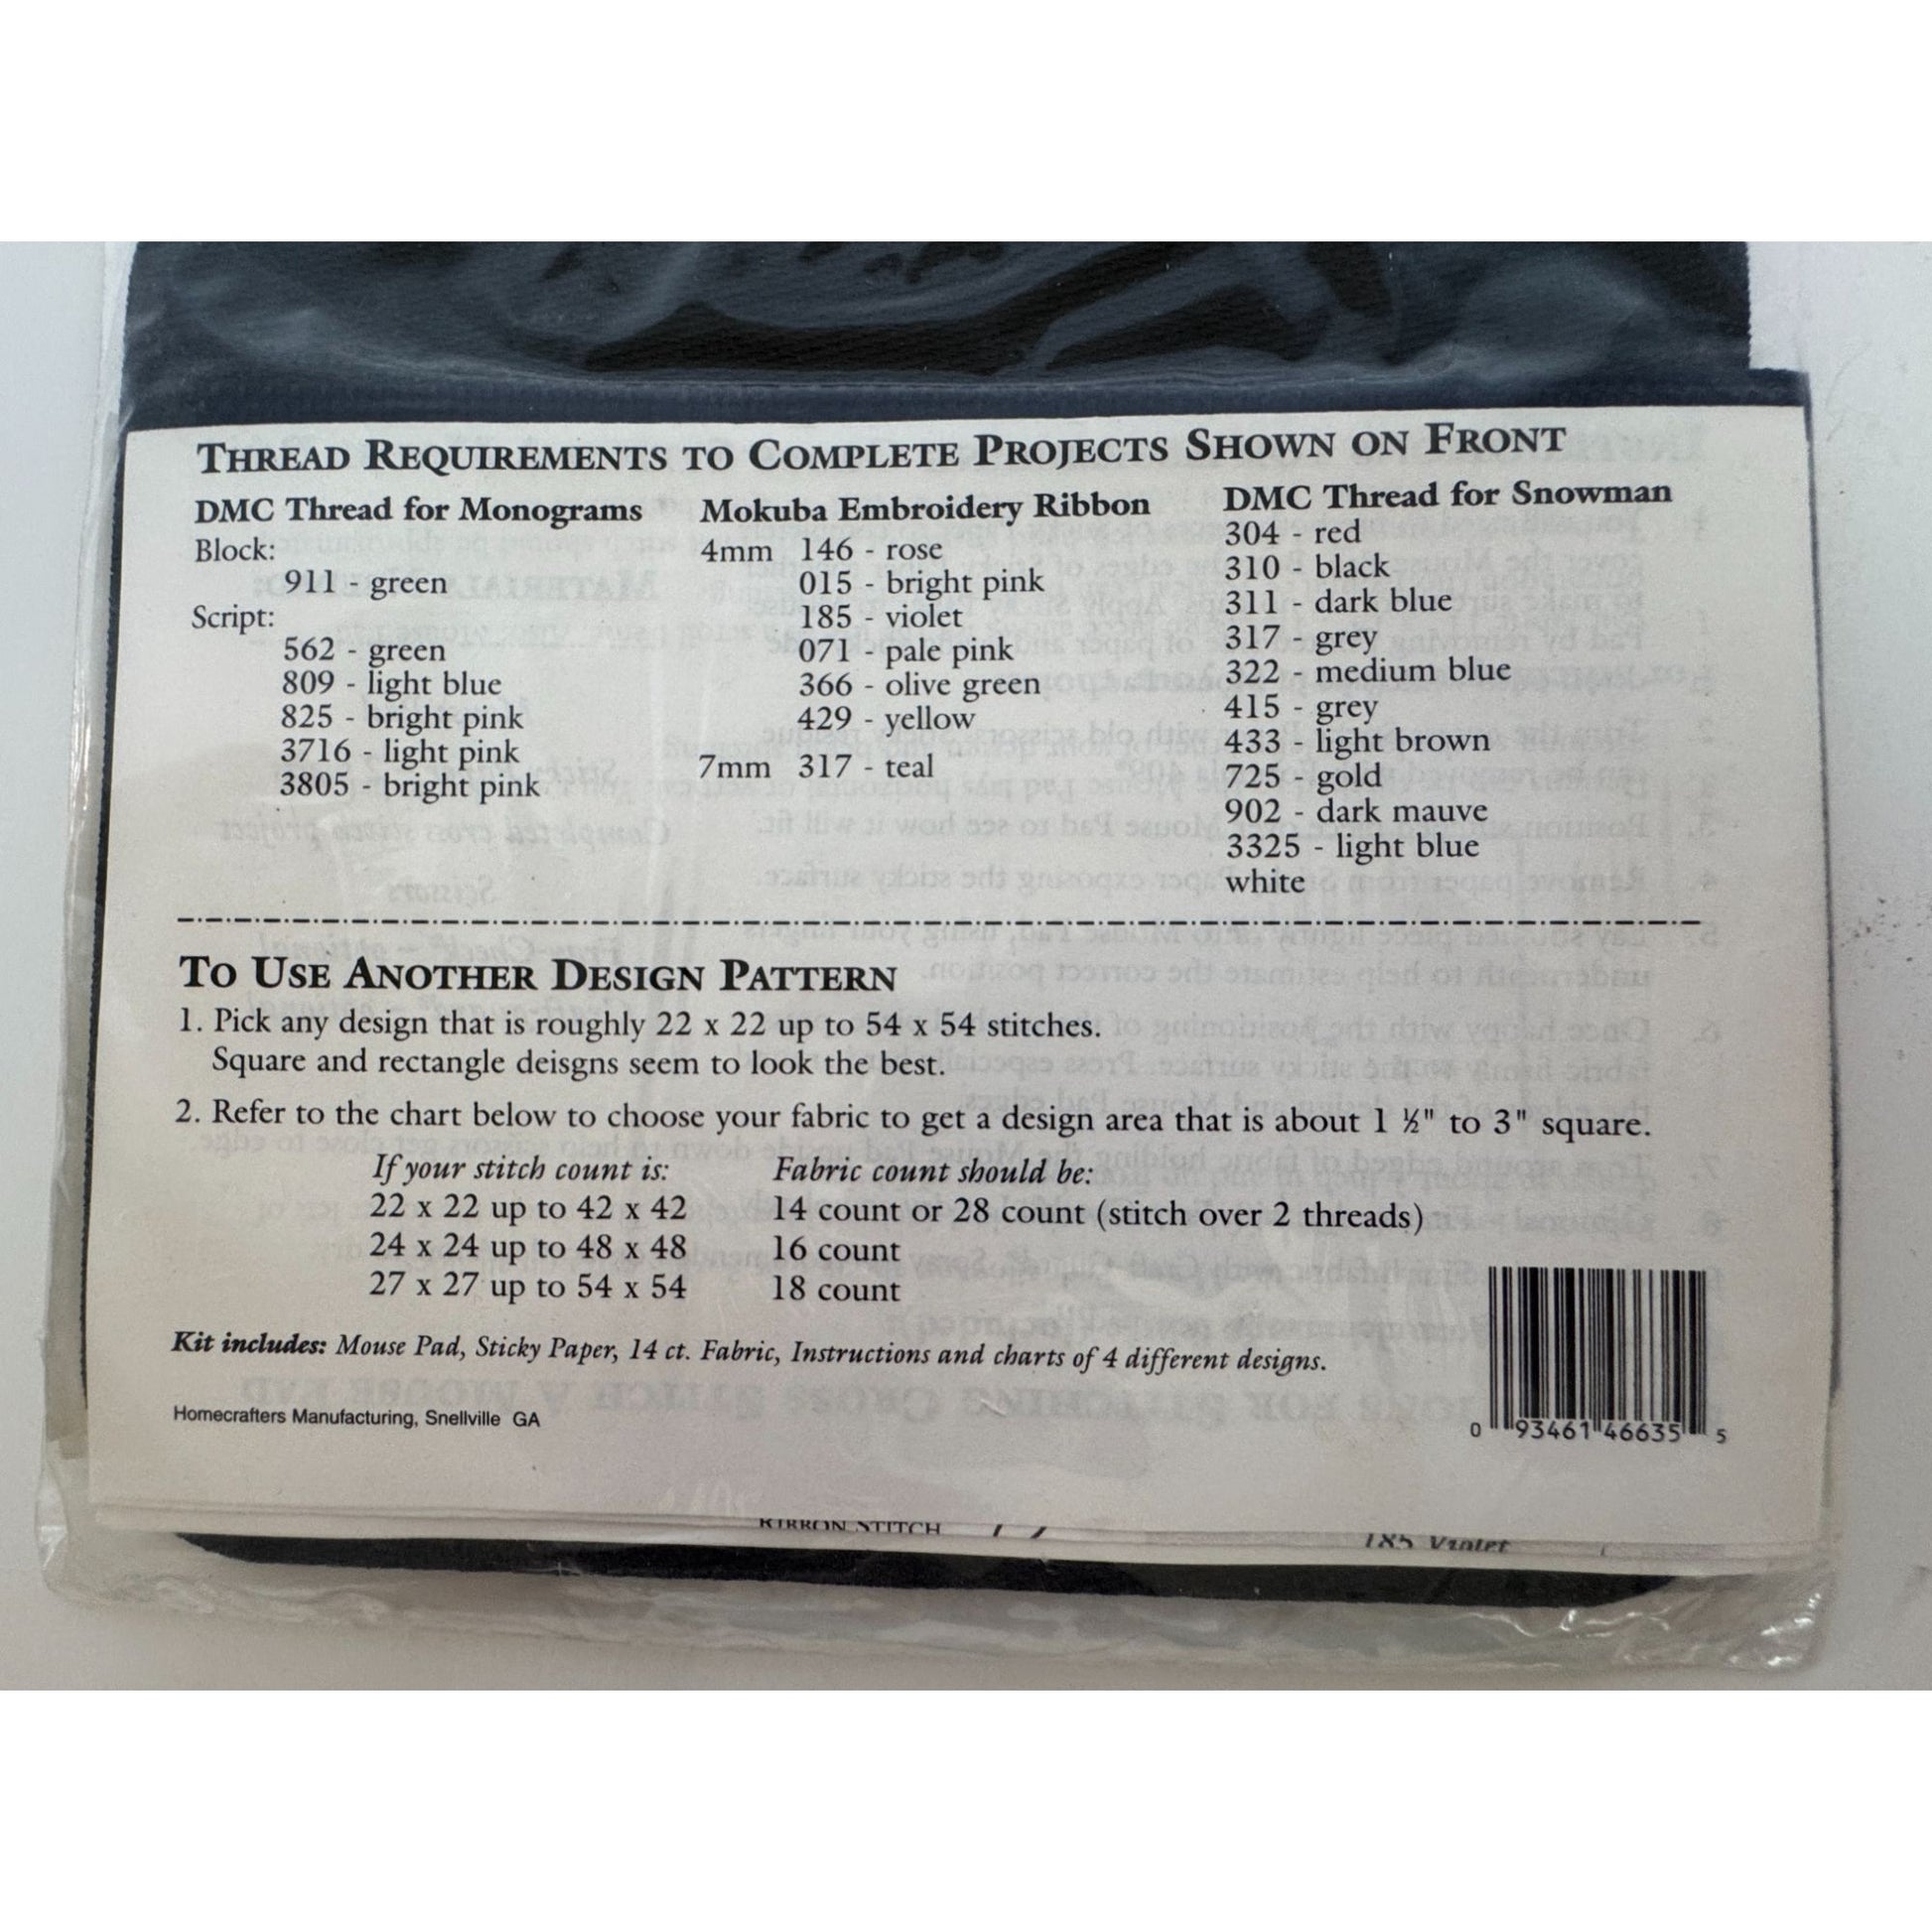 THREAD REQUIREMENTS TO COMPLETE PROJECTS SHOWN ON FRONT
DMC Thread for Monograms
Block:
911 - green
Script:
562 - green
809 - light blue
825 - bright pink
3716 - light pink
3805 - bright pink
Mokuba Embroidery Ribbon
4mm 146 - rose
015 - bright pink
185 - violet
071 - pale pink
366 - olive green
429 - yellow
7mm 317 - teal
DMC Thread for Snowman
304 - red
310 - black
311 - dark blue
317 - grey
322 - medium blue
415 - grey
433 - light brown
725 - gold
902 - dark mauve
3325 - light blue
white
TO USE ANOTHER DESIGN PATTERN
1. Pick any design that is roughly 22 x 22 up to 54 x 54 stitches.
Square and rectangle deisgns seem to look the best.
2. Refer to the chart below to choose your fabric to get a design area that is about 1 ½" to 3" square.
If your stitch count is: Fabric count should be:
22 x 22 up to 42 x 42 14 count or 28 count (stitch over 2 threads)
24 x 24 up to 48 x 48 16 count
27 x 27 up to 54 x 54 18 count
Kit includes: Mouse Pad, Sticky Paper, 14 ct. Fabric, Instructions and charts of 4 different designs.
Homecrafters Manufacturing, Snellville GA
0 93461 46635 5
RIBBON STITCH
185 Violet